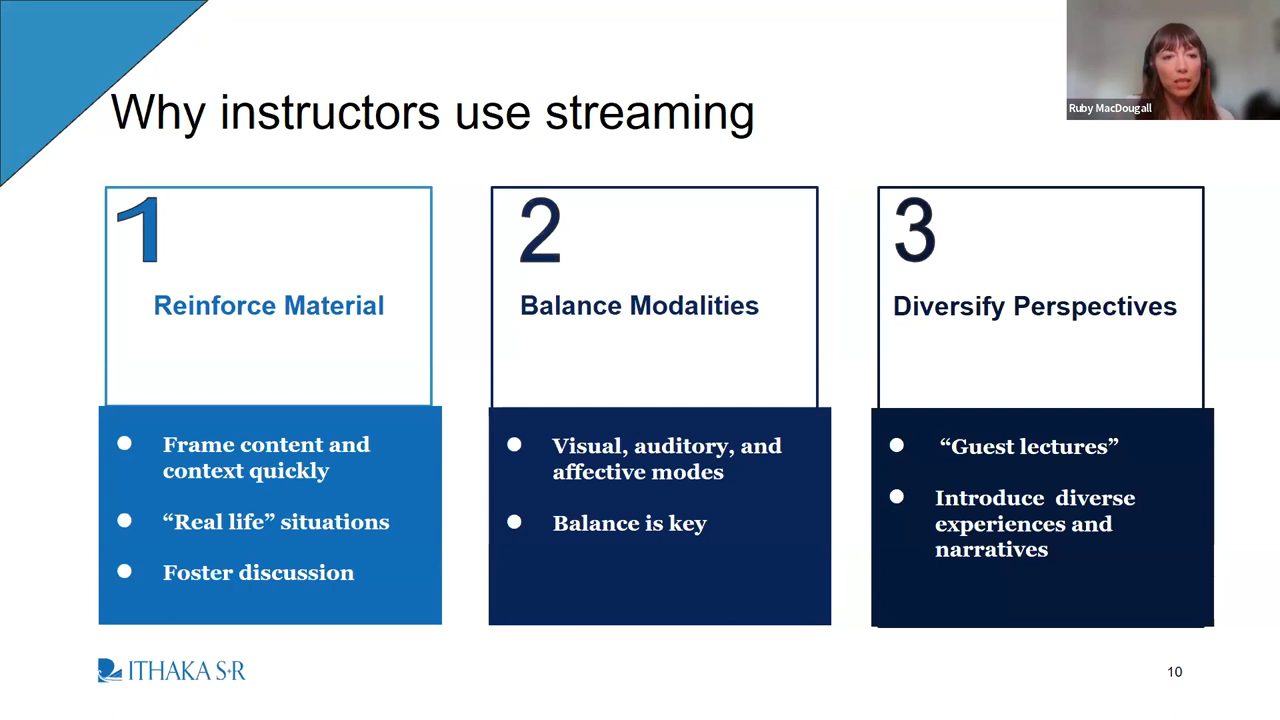 Ruby MacDougall
Why instructors use streaming
1
Reinforce Material
Frame content and
context quickly
“Real life” situations
Foster discussion
2
Balance Modalities
Visual, auditory, and
affective modes
Balance is key
3
Diversify Perspectives
“Guest lectures”
Introduce diverse
experiences and
narratives
ITHAKA S+R
10